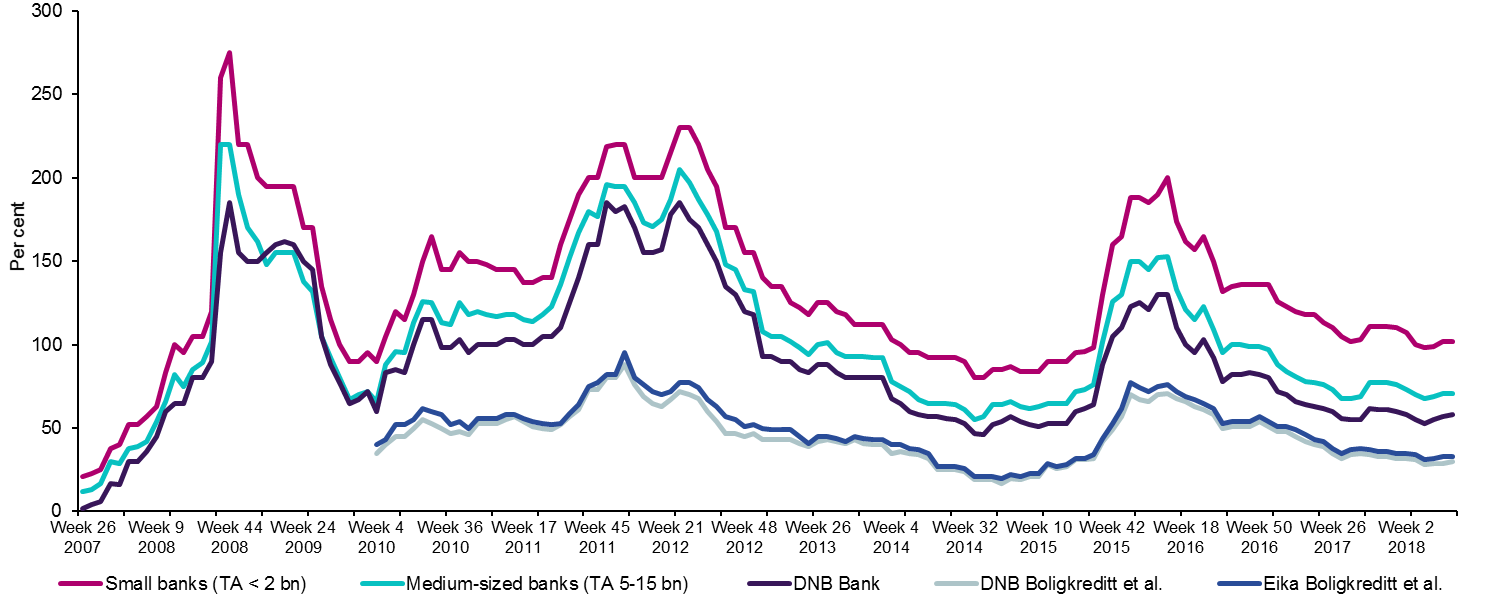 300
250
200
150
100
50
0
Per cent
Week 26 Week 9 Week 44 Week 24 Week 4 Week 36 Week 17 Week 45 Week 21 Week 48 Week 26 Week 4 Week 32 Week 10 Week 42 Week 18 Week 50 Week 26 Week 2
2007 2008 2008 2009 2010 2010 2011 2011 2012 2012 2013 2014 2014 2015 2015 2016 2016 2017 2018
Small banks (TA < 2 bn) Medium-sized banks (TA 5-15 bn) DNB Bank DNB Boligkreditt et al. Eika Boligkreditt et al.